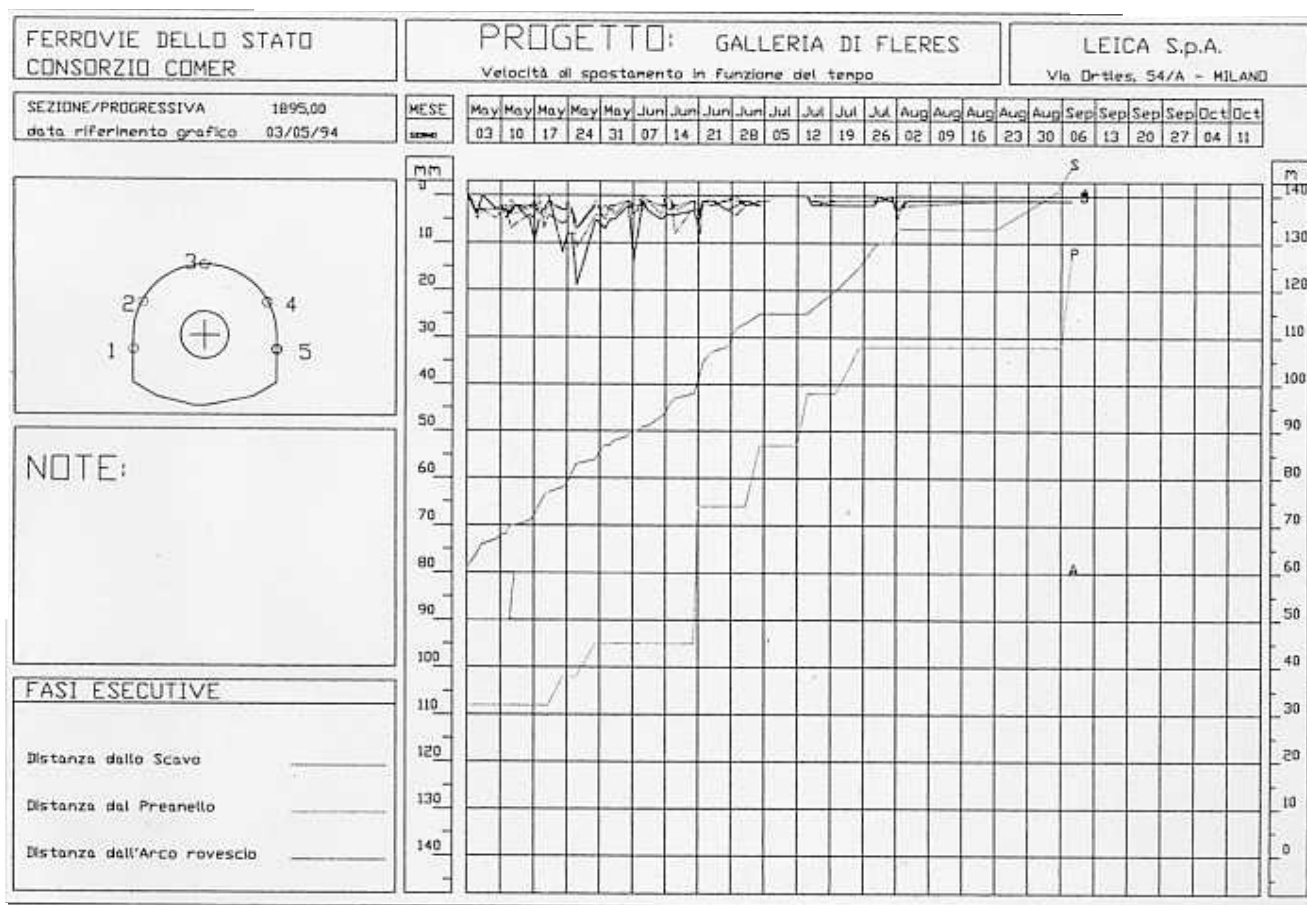 FERROVIE DELLO STATO
CONSORZIO COMER
PROGETTO: GALLERIA DI FLERES
Velocità di spostamento in Funzione del tempo
LEICA S.p.A.
Via Ortles, 54/A - MILANO
SEZIONE/PROGRESSIVA 1895,00
data riferimento grafico 03/05/94
MESE May May May May May Jun Jun Jun Jun Jul Jul Jul Jul Aug Aug Aug Aug Aug Sep Sep Sep Sep Oct Oct
03 10 17 24 31 07 14 21 28 05 12 19 26 02 09 16 23 30 06 13 20 27 04 11
mm
0
10
20
30
40
50
60
70
80
90
100
110
120
130
140
S
P
A
m
140
130
120
110
100
90
80
70
60
50
40
30
20
10
0
3
2 4
1 5
NOTE:
FASI ESECUTIVE
Distanza dallo Scavo
Distanza dal Preanello
Distanza dall'Arco rovescio